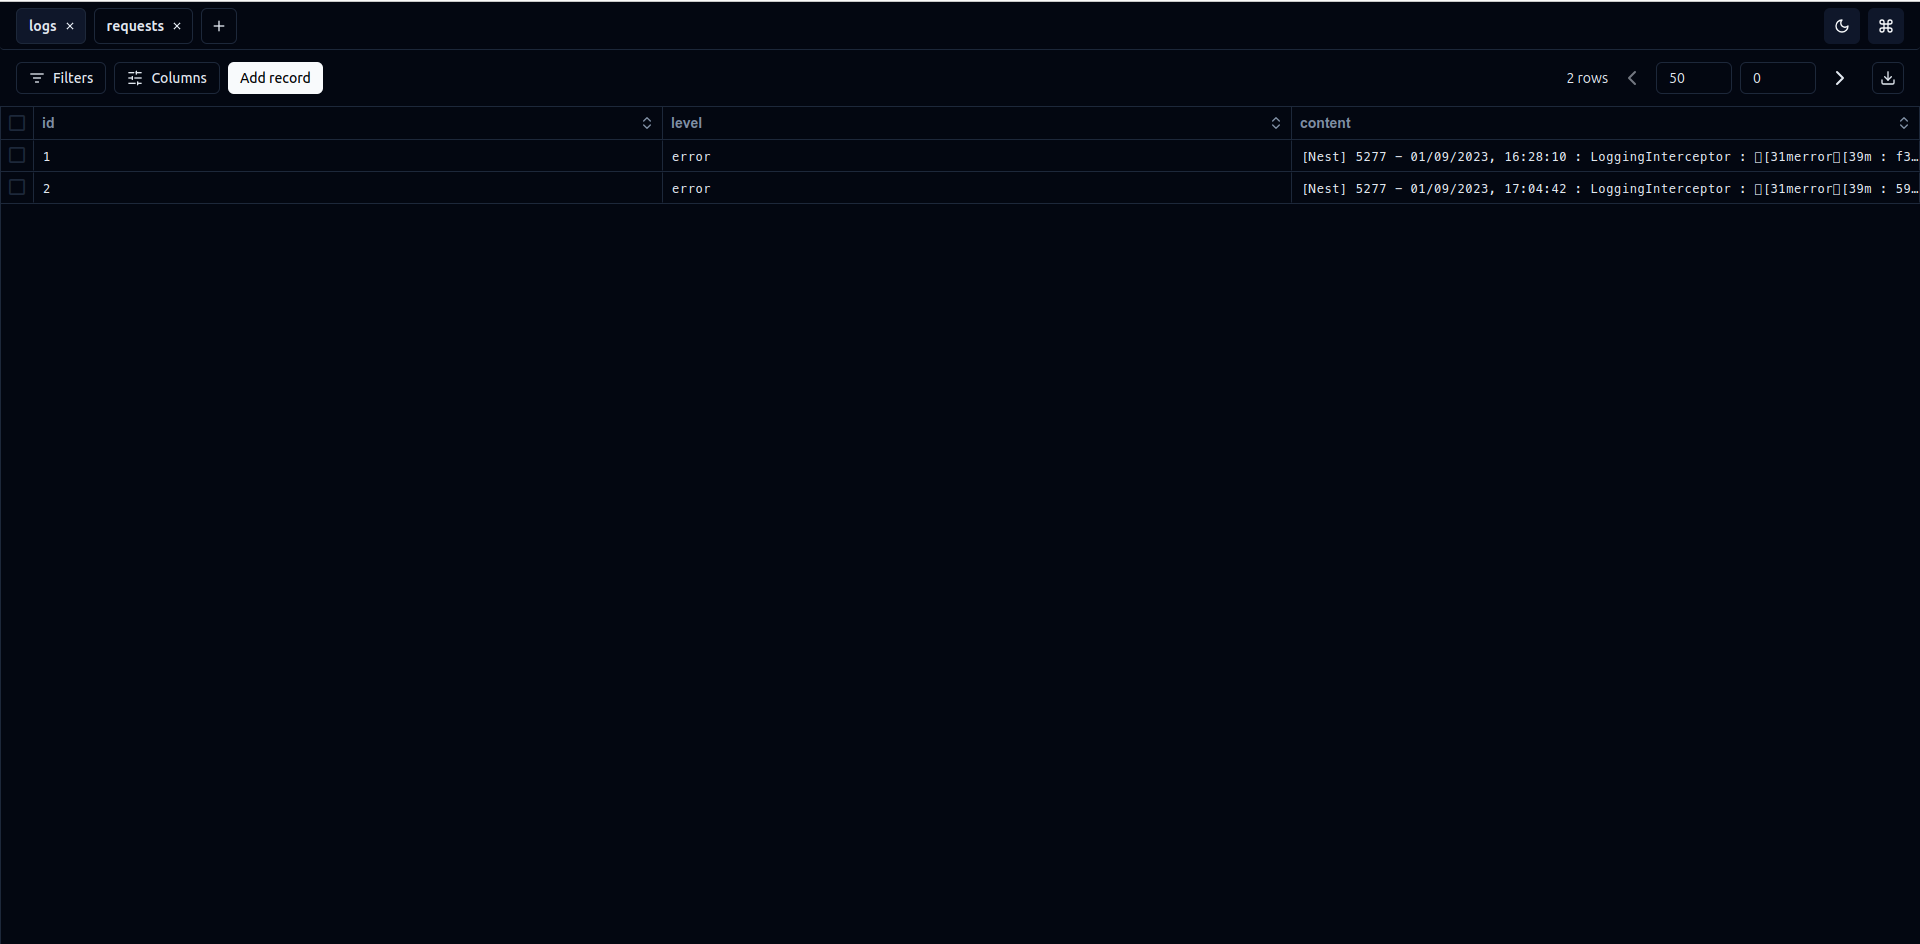 logs × requests × +
Filters Columns Add record 2 rows 50 0
id level content
1 error [Nest] 5277 - 01/09/2023, 16:28:10 : LoggingInterceptor : [31merror[39m : f3…
2 error [Nest] 5277 - 01/09/2023, 17:04:42 : LoggingInterceptor : [31merror[39m : 59…